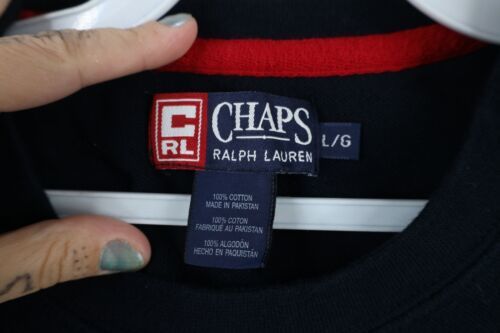 C
RL
CHAPS
RALPH LAUREN
L/G
100% COTTON
MADE IN PAKISTAN
100% COTON
FABRIQUÉ AU PAKISTAN
100% ALGODÓN
HECHO EN PAQUISTÁN